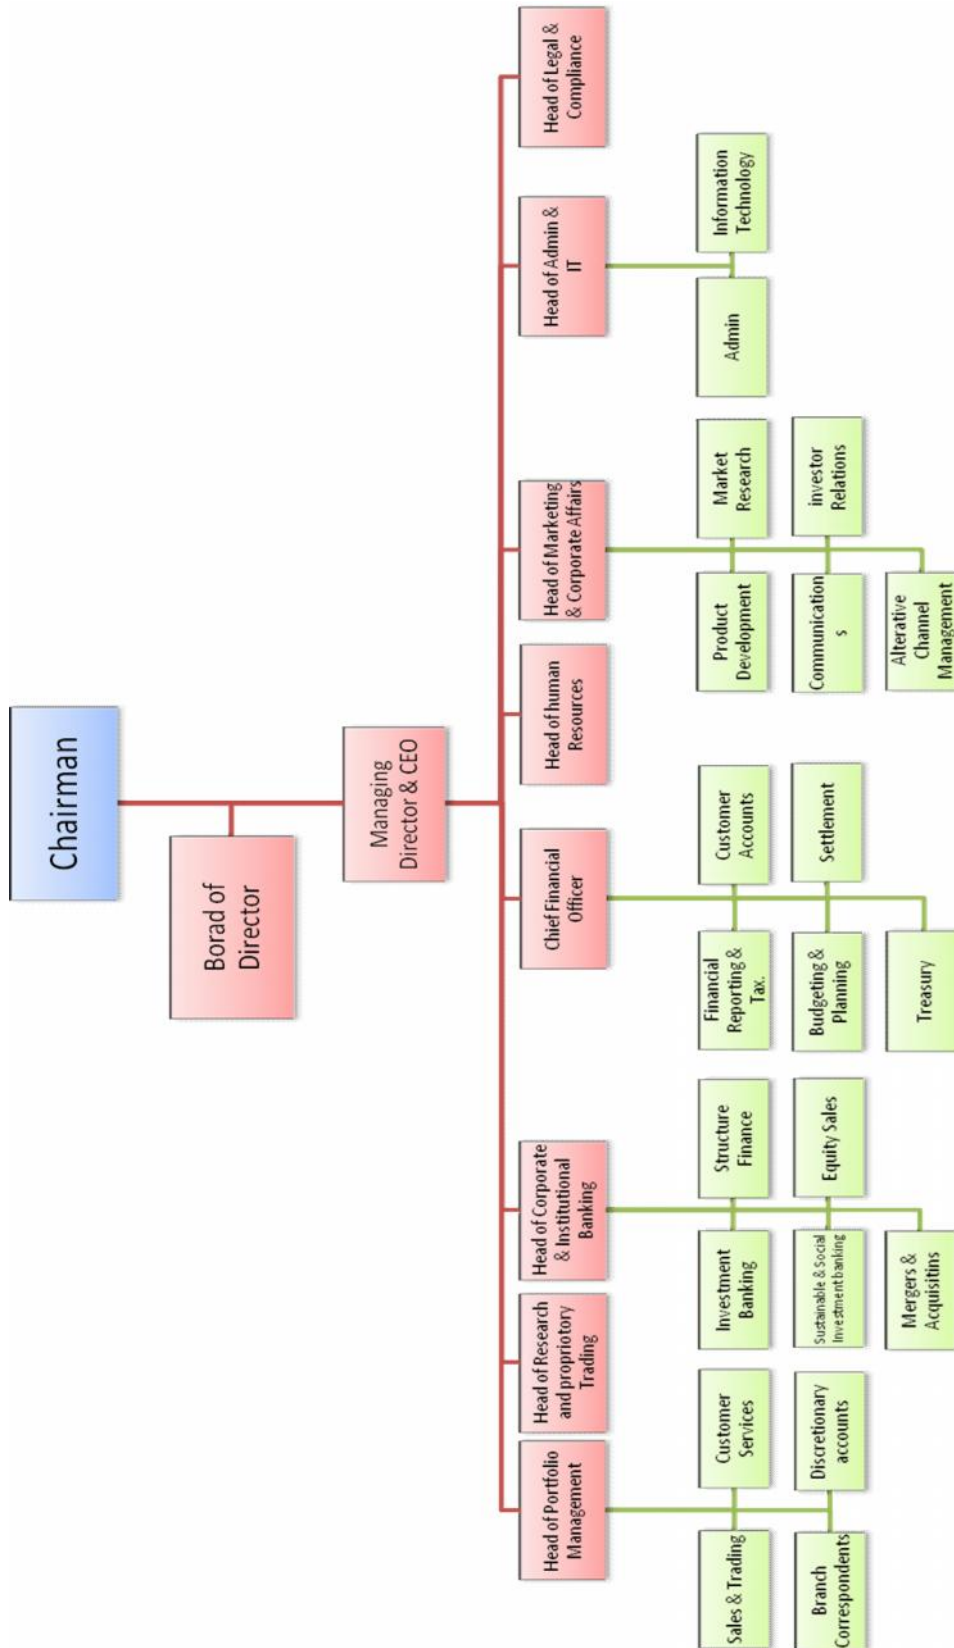 Chairman
Borad of
Director
Managing
Director & CEO
Head of Portfolio
Management
Head of Research
and propriotory
Trading
Head of Corporate
& Institutional
Banking
Chief Financial
Officer
Head of human
Resources
Head of Marketing
& Corporate Affairs
Head of Admin &
IT
Head of Legal &
Compliance
Sales & Trading
Customer
Services
Branch
Correspondents
Discretionary
accounts
Investment
Banking
Structure
Finance
Sustainable & Social
Investment banking
Equity Sales
Mergers &
Acquisitins
Financial
Reporting &
Tax.
Customer
Accounts
Budgeting &
Planning
Settlement
Treasury
Product
Development
Market
Research
Communication
s
investor
Relations
Alterative
Channel
Management
Admin
Information
Technology